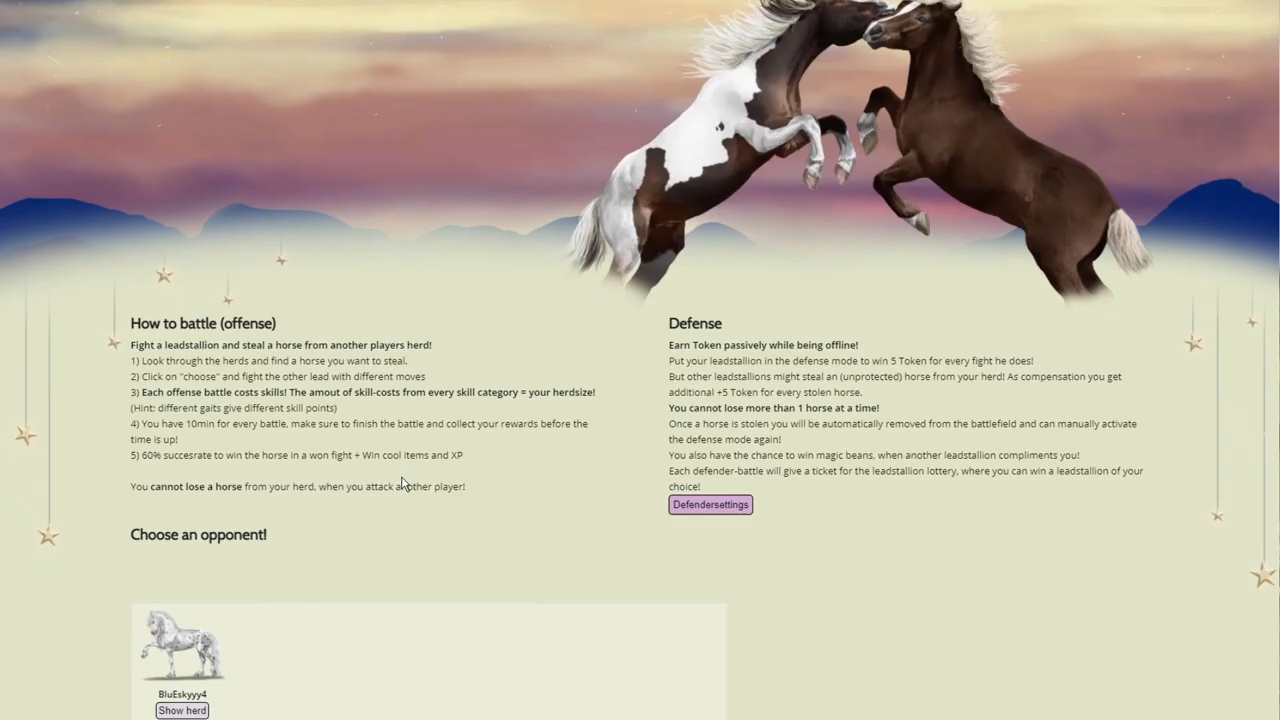 How to battle (offense)
Fight a leadstallion and steal a horse from another players herd!
1) Look through the herds and find a horse you want to steal.
2) Click on "choose" and fight the other lead with different moves
3) Each offense battle costs skills! The amout of skill-costs from every skill category = your herdsize!
(Hint: different gaits give different skill points)
4) You have 10min for every battle, make sure to finish the battle and collect your rewards before the
time is up!
5) 60% succesrate to win the horse in a won fight + Win cool items and XP
You cannot lose a horse from your herd, when you attack another player!
Defense
Earn Token passively while being offline!
Put your leadstallion in the defense mode to win 5 Token for every fight he does!
But other leadstallions might steal an (unprotected) horse from your herd! As compensation you get
additional +5 Token for every stolen horse.
You cannot lose more than 1 horse at a time!
Once a horse is stolen you will be automatically removed from the battlefield and can manually activate
the defense mode again!
You also have the chance to win magic beans, when another leadstallion compliments you!
Each defender-battle will give a ticket for the leadstallion lottery, where you can win a leadstallion of your
choice!
Defendersettings
Choose an opponent!
BluEskyyy4
Show herd